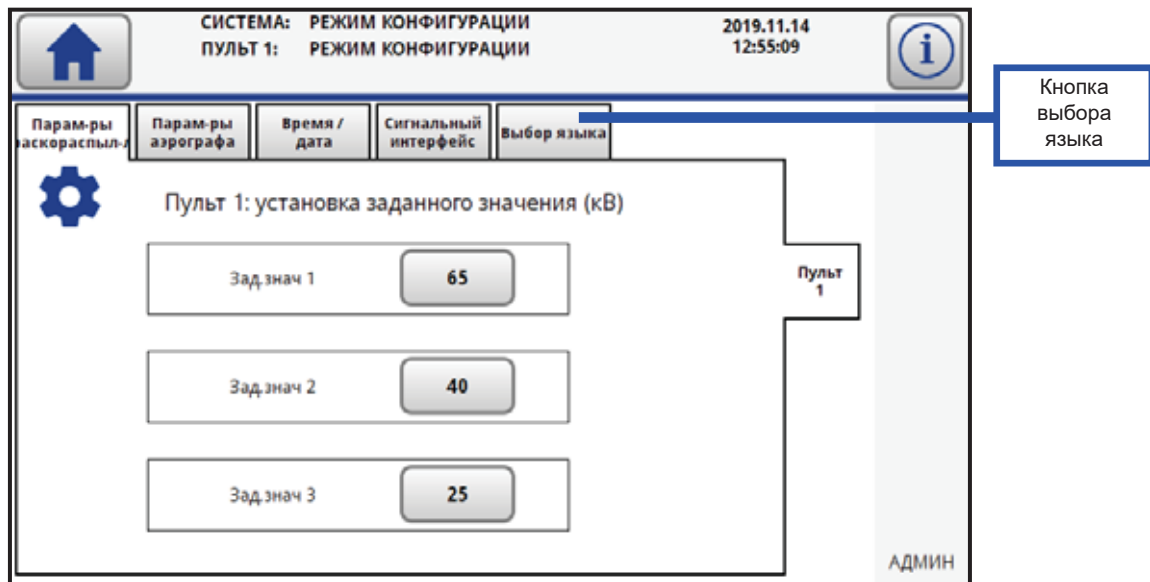 СИСТЕМА: РЕЖИМ КОНФИГУРАЦИИ
ПУЛЬТ 1: РЕЖИМ КОНФИГУРАЦИИ
2019.11.14
12:55:09
i
Кнопка
выбора
языка
Парам-ры
Парам-ры
аэрографа
Время /
дата
Сигнальный
интерфейс
Выбор языка
Пульт 1: установка заданного значения (кВ)
Зад.знач 1 65
Зад.знач 2 40
Зад.знач 3 25
Пульт
1
АДМИН